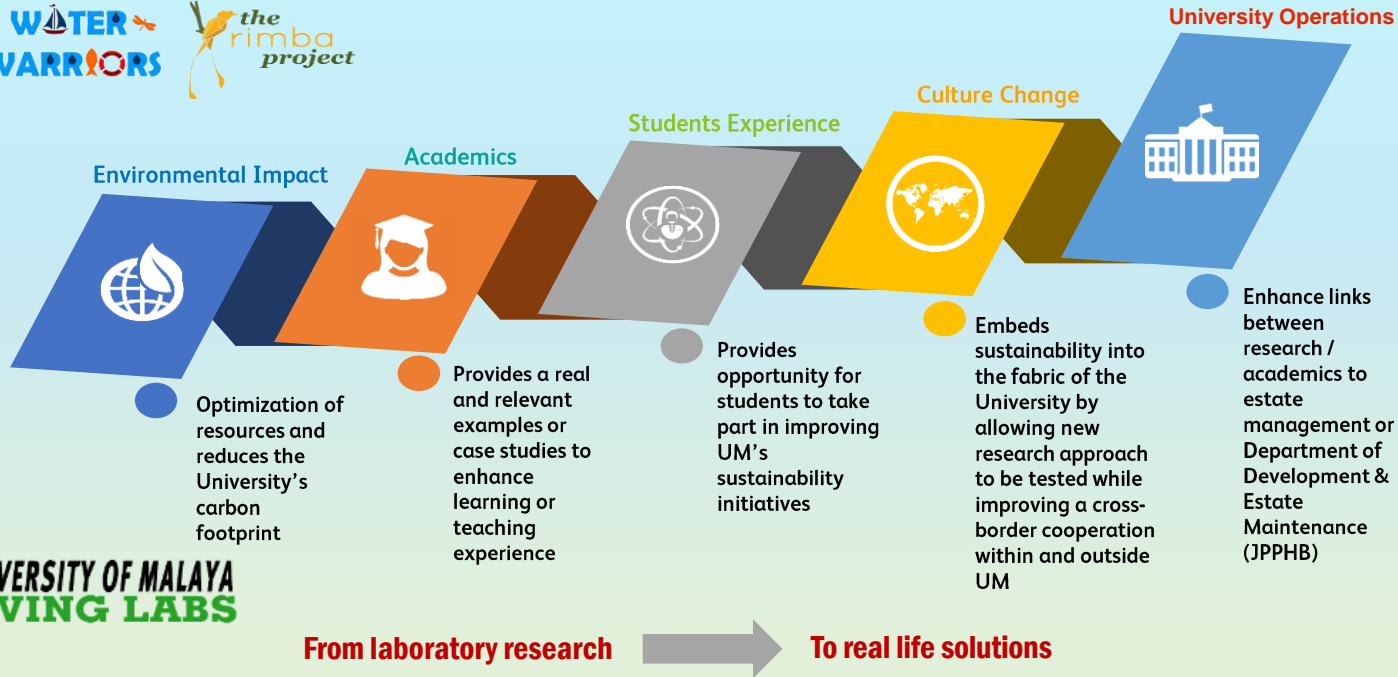 WATER
WARRIORS
the
rimba
project
University Operations
Culture Change
Students Experience
Academics
Environmental Impact
Optimization of
resources and
reduces the
University's
carbon
footprint
Provides a real
and relevant
examples or
case studies to
enhance
learning or
teaching
experience
Provides
opportunity for
students to take
part in improving
UM's
sustainability
initiatives
Embeds
sustainability into
the fabric of the
University by
allowing new
research approach
to be tested while
improving a cross-
border cooperation
within and outside
UM
Enhance links
between
research /
academics to
estate
management or
Department of
Development &
Estate
Maintenance
(JPPHB)
VERSITY OF MALAYA
VING LABS
From laboratory research
To real life solutions